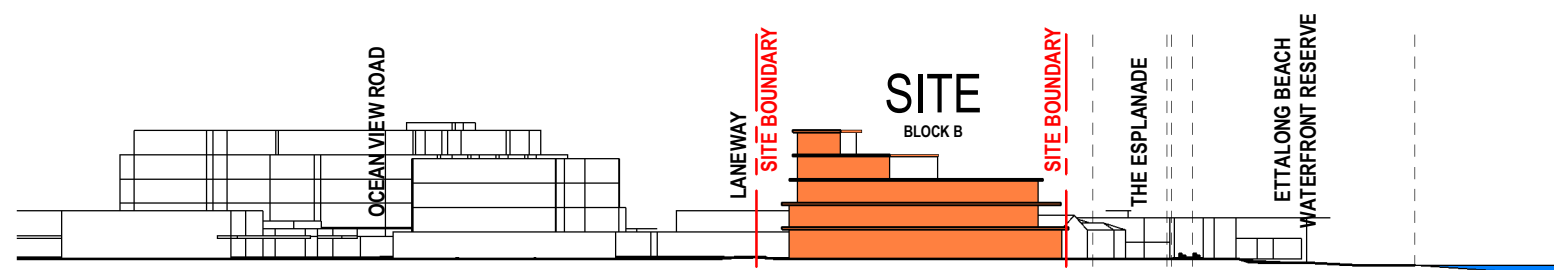 OCEAN VIEW ROAD
LANEWAY
SITE BOUNDARY
SITE
BLOCK B
SITE BOUNDARY
THE ESPLANADE
ETTALONG BEACH
WATERFRONT RESERVE